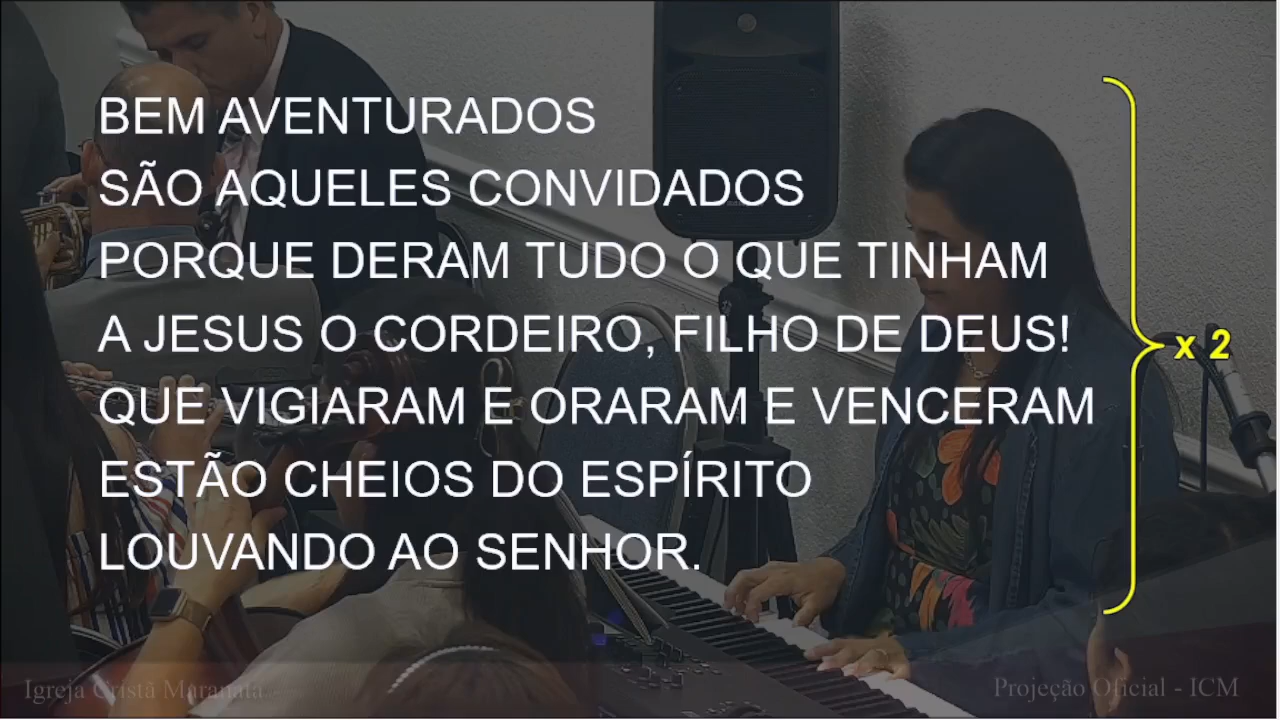 BEM AVENTURADOS
SÃO AQUELES CONVIDADOS
PORQUE DERAM TUDO O QUE TINHAM
A JESUS O CORDEIRO, FILHO DE DEUS!
QUE VIGIARAM E ORARAM E VENCERAM
ESTÃO CHEIOS DO ESPÍRITO
LOUVANDO AO SENHOR.
x 2
Igreja Cristã Maranata
Projeção Oficial - ICM